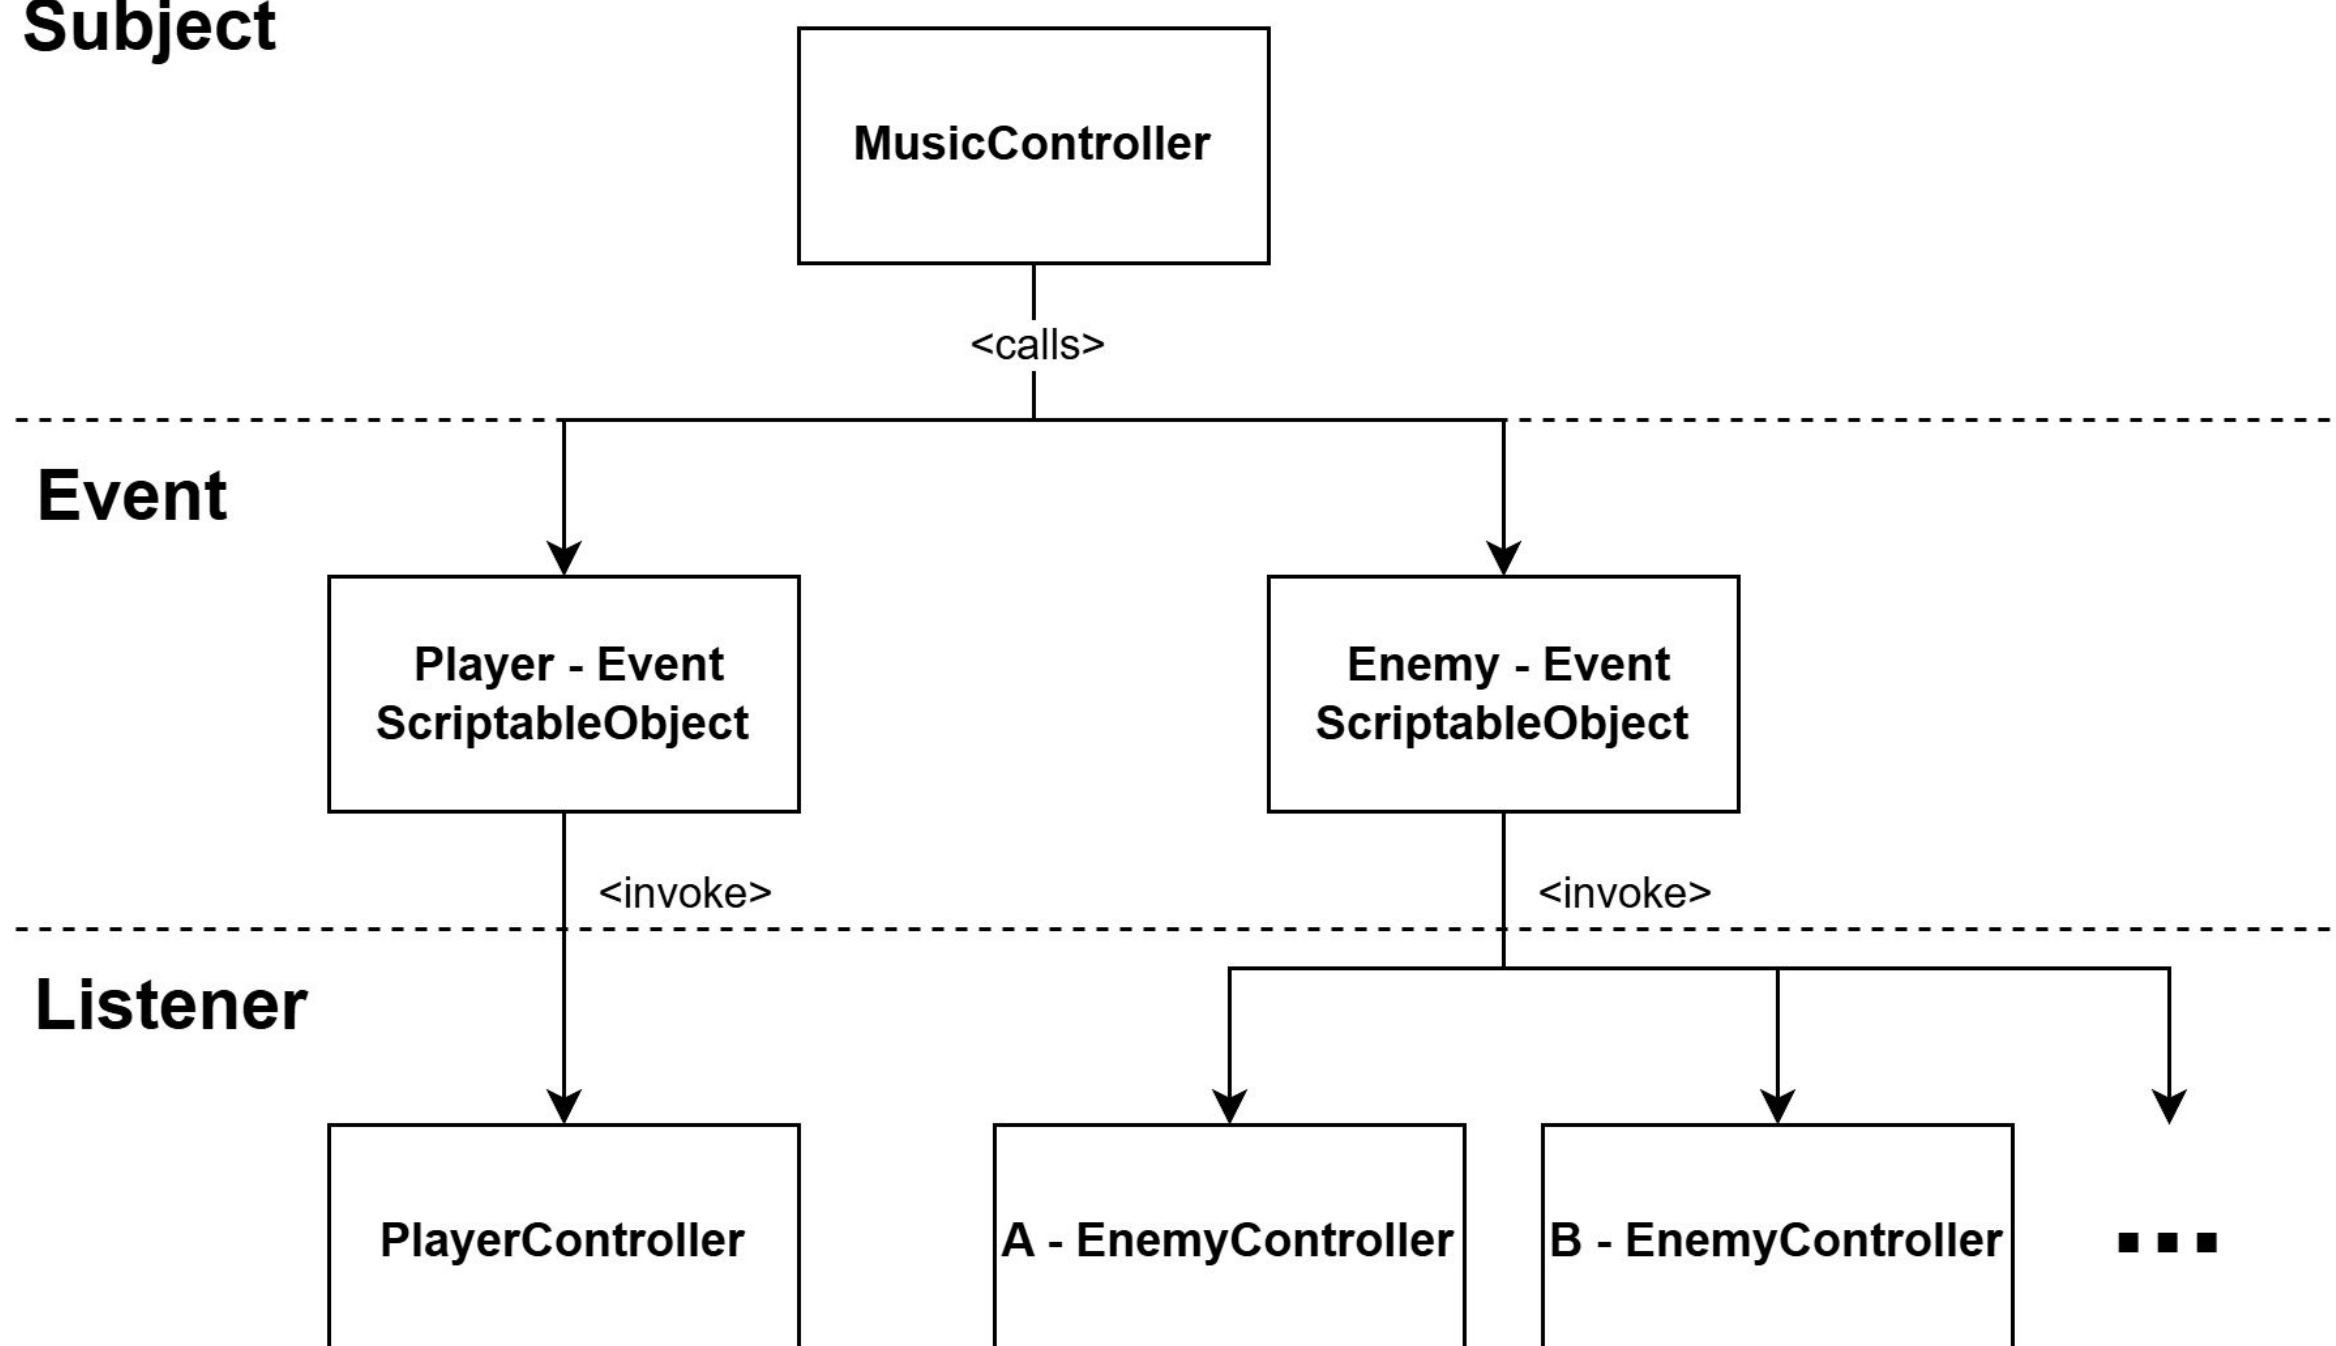 Subject
MusicController
<calls>
Event
Player - Event
ScriptableObject
Enemy - Event
ScriptableObject
<invoke>
<invoke>
Listener
PlayerController
A - EnemyController
B - EnemyController
...